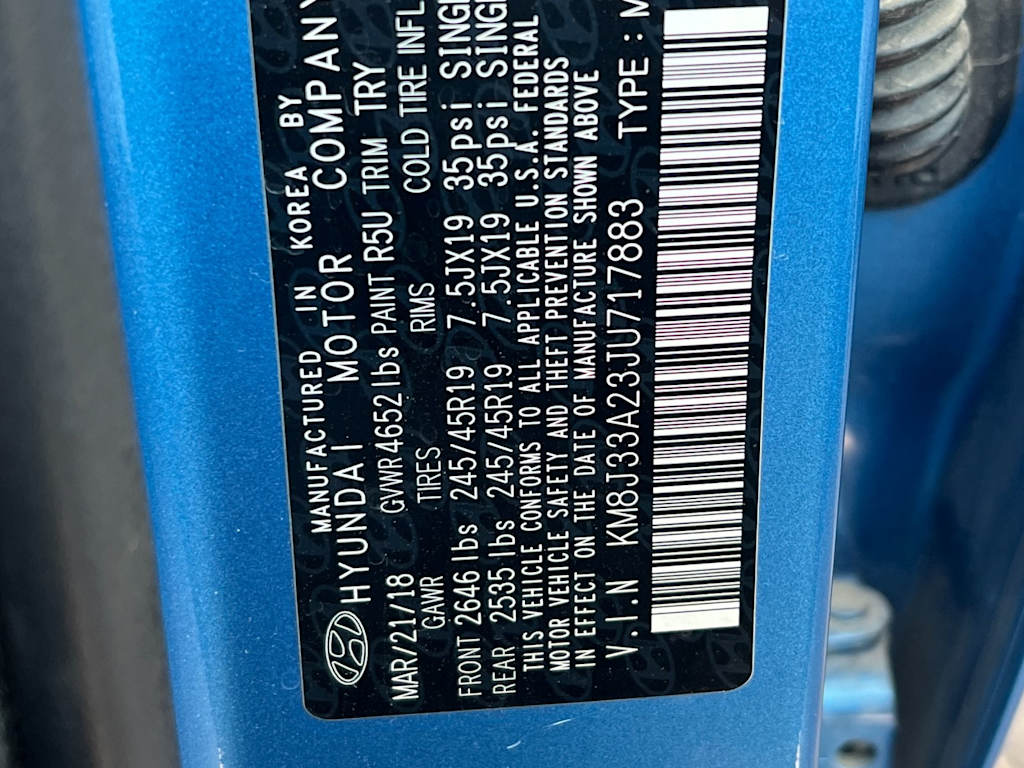 MANUFACTURED IN KOREA BY
HYUNDAI MOTOR COMPANY
MAR/21/18 GVWR 4652 lbs PAINT R5U TRIM TRY
GAWR TIRES RIMS COLD TIRE INFL
FRONT 2646 lbs 245/45R19 7.5JX19 35psi SINGL
REAR 2535 lbs 245/45R19 7.5JX19 35psi SINGL
THIS VEHICLE CONFORMS TO ALL APPLICABLE U.S.A. FEDERAL
MOTOR VEHICLE SAFETY AND THEFT PREVENTION STANDARDS
IN EFFECT ON THE DATE OF MANUFACTURE SHOWN ABOVE
V.I.N KM8J33A23JU717883 TYPE : M